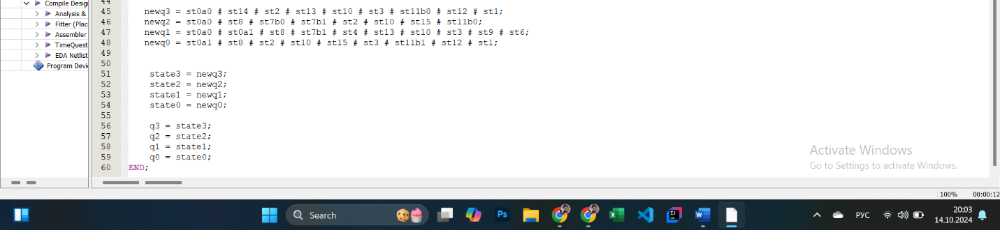 44
Compile Design
Analysis &
Fitter (Plac
Assembler
TimeQuest
EDA Netlist
Program Devi
45 newq3 = st0a0 # st14 # st2 # st13 # st10 # st3 # st11b0 # st12 # st1;
46 newq2 = st0a0 # st8 # st7b0 # st7b1 # st2 # st10 # st15 # st11b0;
47 newq1 = st0a0 # st0a1 # st8 # st7b1 # st4 # st13 # st10 # st3 # st9 # st6;
48 newq0 = st0a1 # st8 # st2 # st10 # st15 # st3 # st11b1 # st12 # st1;
49
50
51 state3 = newq3;
52 state2 = newq2;
53 state1 = newq1;
54 state0 = newq0;
55
56 q3 = state3;
57 q2 = state2;
58 q1 = state1;
59 q0 = state0;
60 END;
Activate Windows
Go to Settings to activate Windows.
100% 00:00:12
Search
Ps
РУС
20:03
14.10.2024